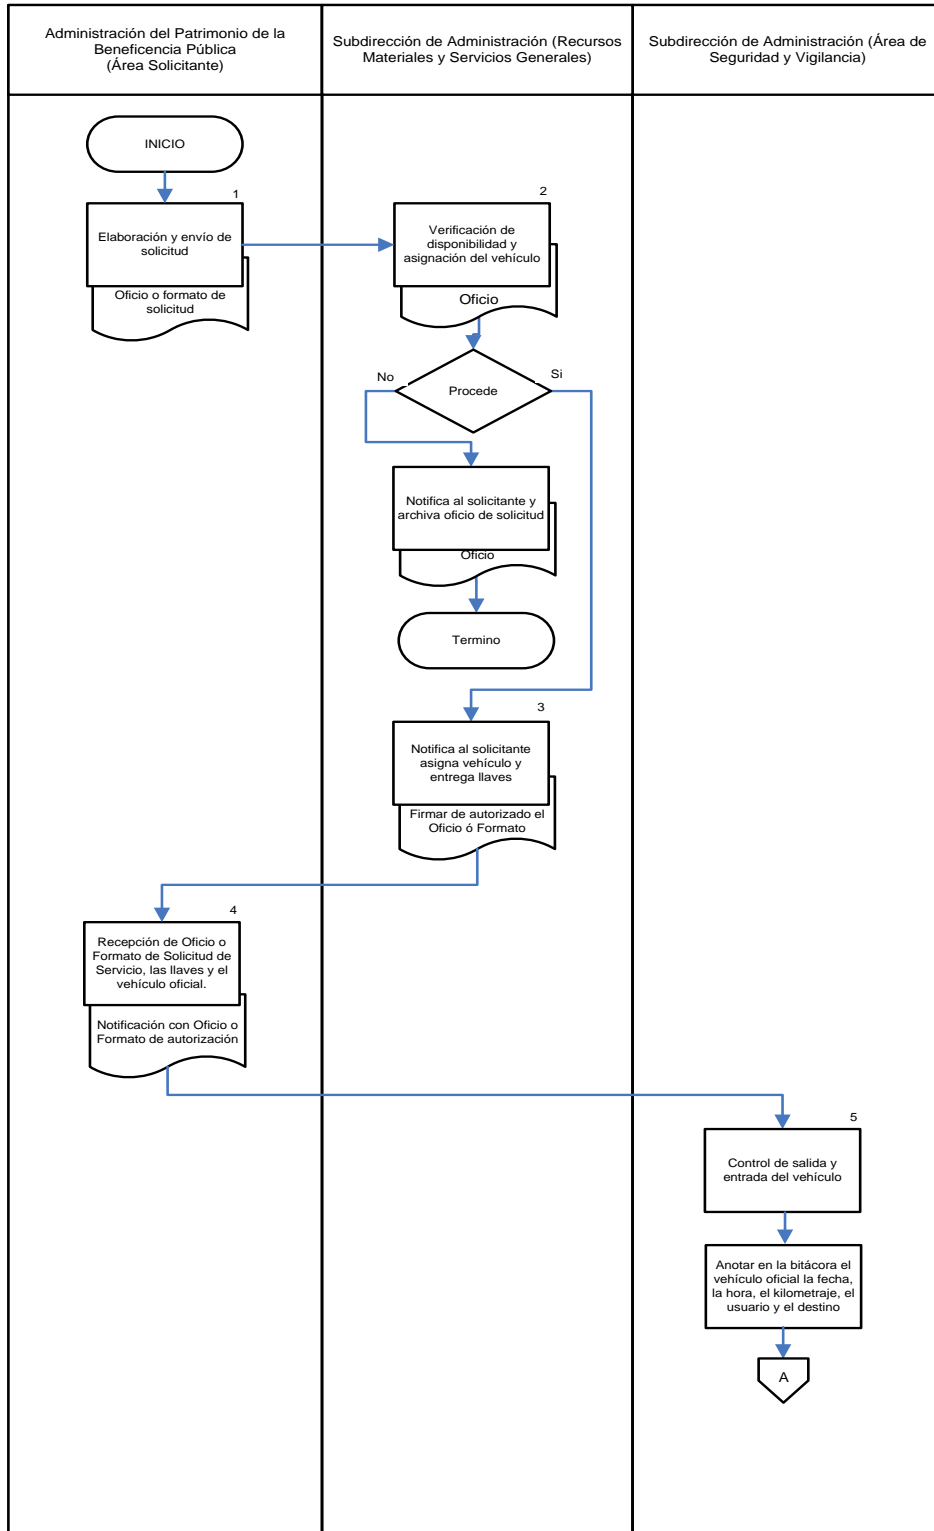 Administración del Patrimonio de la
Beneficencia Pública
(Área Solicitante)
Subdirección de Administración (Recursos
Materiales y Servicios Generales)
Subdirección de Administración (Área de
Seguridad y Vigilancia)
INICIO
1
Elaboración y envío de
solicitud
Oficio o formato de
solicitud
2
Verificación de
disponibilidad y
asignación del vehículo
Oficio
No
Procede
Si
Notifica al solicitante y
archiva oficio de solicitud
Oficio
Termino
3
Notifica al solicitante
asigna vehículo y
entrega llaves
Firmar de autorizado el
Oficio ó Formato
4
Recepción de Oficio o
Formato de Solicitud de
Servicio, las llaves y el
vehículo oficial.
Notificación con Oficio o
Formato de autorización
5
Control de salida y
entrada del vehículo
Anotar en la bitácora el
vehículo oficial la fecha,
la hora, el kilometraje, el
usuario y el destino
A